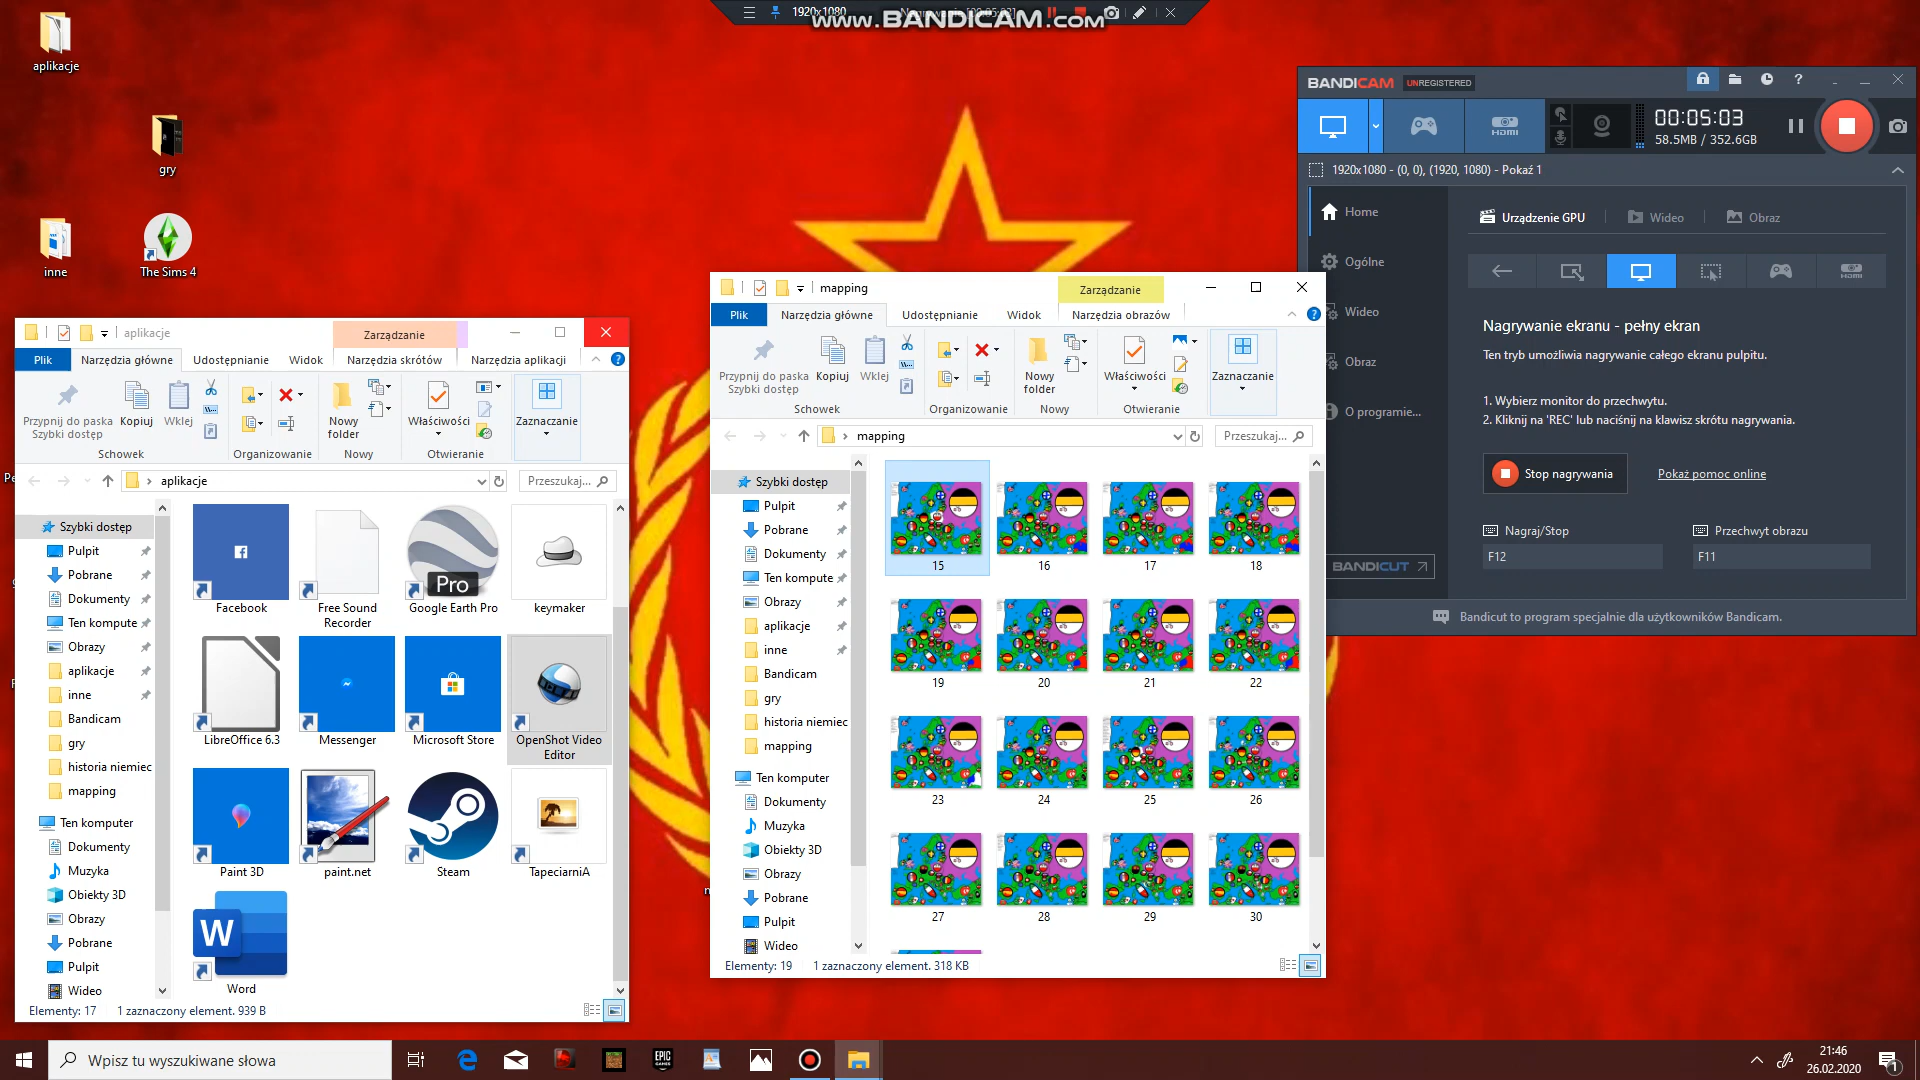 1920x1080
www.BANDICAM.com
aplikacje
gry
inne
The Sims 4
BANDICAM UNREGISTERED
00:05:03
58.5MB / 352.6GB
HDMI
1920x1080 - (0, 0), (1920, 1080) - Pokaż 1
Home
Ogólne
Wideo
Obraz
O programie...
BANDICUT
Urządzenie GPU
Wideo
Obraz
Nagrywanie ekranu - pełny ekran
Ten tryb umożliwia nagrywanie całego ekranu pulpitu.
1. Wybierz monitor do przechwytu.
2. Kliknij na 'REC' lub naciśnij na klawisz skrótu nagrywania.
Stop nagrywania
Pokaż pomoc online
Nagraj/Stop
Przechwyt obrazu
F12
F11
Bandicut to program specjalnie dla użytkowników Bandicam.
aplikacje
Zarządzanie
Plik
Narzędzia główne
Udostępnianie
Widok
Narzędzia skrótów
Narzędzia aplikacji
Przypnij do paska
Szybki dostęp
Kopiuj
Wklej
Nowy
folder
Właściwości
Zaznaczanie
Schowek
Organizowanie
Nowy
Otwieranie
aplikacje
Przeszukaj...
Szybki dostęp
Pulpit
Pobrane
Dokumenty
Ten kompute
Obrazy
aplikacje
inne
Bandicam
gry
historia niemiec
mapping
Ten komputer
Dokumenty
Muzyka
Obiekty 3D
Obrazy
Pobrane
Pulpit
Wideo
Facebook
Free Sound
Recorder
Pro
Google Earth Pro
keymaker
LibreOffice 6.3
Messenger
Microsoft Store
OpenShot Video
Editor
Paint 3D
paint.net
Steam
TapeciarniA
W
Word
Elementy: 17
1 zaznaczony element. 939 B
mapping
Zarządzanie
Plik
Narzędzia główne
Udostępnianie
Widok
Narzędzia obrazów
Przypnij do paska
Szybki dostęp
Kopiuj
Wklej
Nowy
folder
Właściwości
Zaznaczanie
Schowek
Organizowanie
Nowy
Otwieranie
mapping
Przeszukaj...
Szybki dostęp
Pulpit
Pobrane
Dokumenty
Ten kompute
Obrazy
aplikacje
inne
Bandicam
gry
historia niemiec
mapping
Ten komputer
Dokumenty
Muzyka
Obiekty 3D
Obrazy
Pobrane
Pulpit
Wideo
15
16
17
18
19
20
21
22
23
24
25
26
27
28
29
30
Elementy: 19
1 zaznaczony element. 318 KB
Wpisz tu wyszukiwane słowa
EPIC
GAMES
21:46
26.02.2020
1